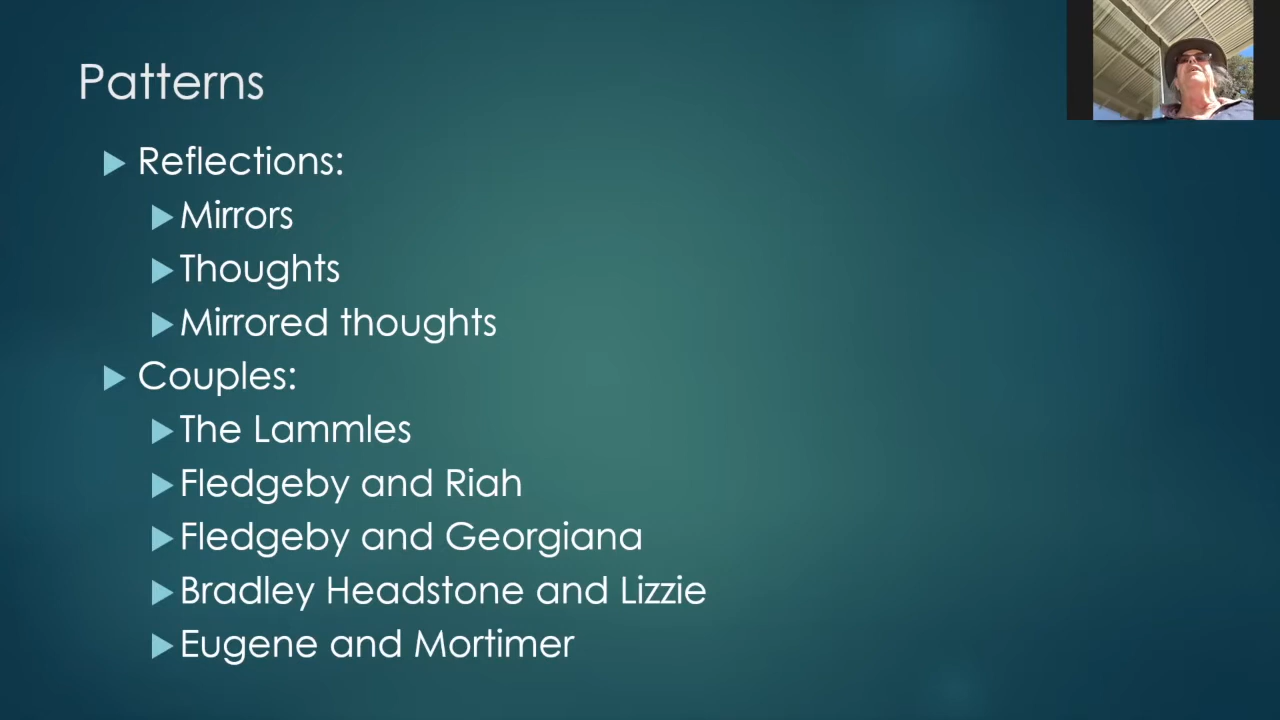 Patterns
Reflections:
Mirrors
Thoughts
Mirrored thoughts
Couples:
The Lammles
Fledgeby and Riah
Fledgeby and Georgiana
Bradley Headstone and Lizzie
Eugene and Mortimer